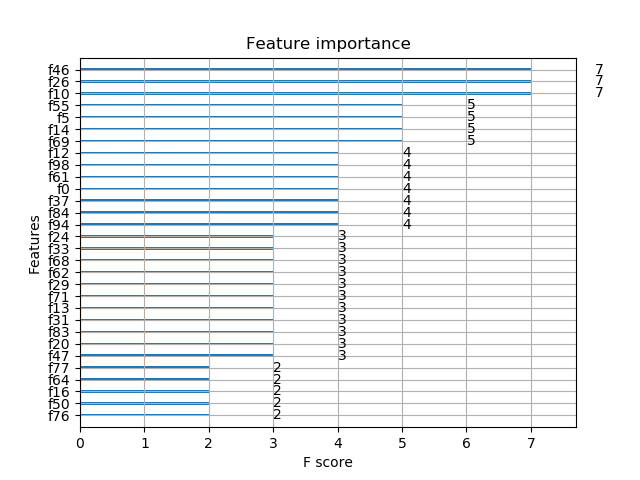 Feature importance
Features
f46 7
f26 7
f10 7
f55 5
f5 5
f14 5
f69 5
f12 4
f98 4
f61 4
f0 4
f37 4
f84 4
f94 4
f24 3
f33 3
f68 3
f62 3
f29 3
f71 3
f13 3
f31 3
f83 3
f20 3
f47 3
f77 2
f64 2
f16 2
f50 2
f76 2
0 1 2 3 4 5 6 7
F score